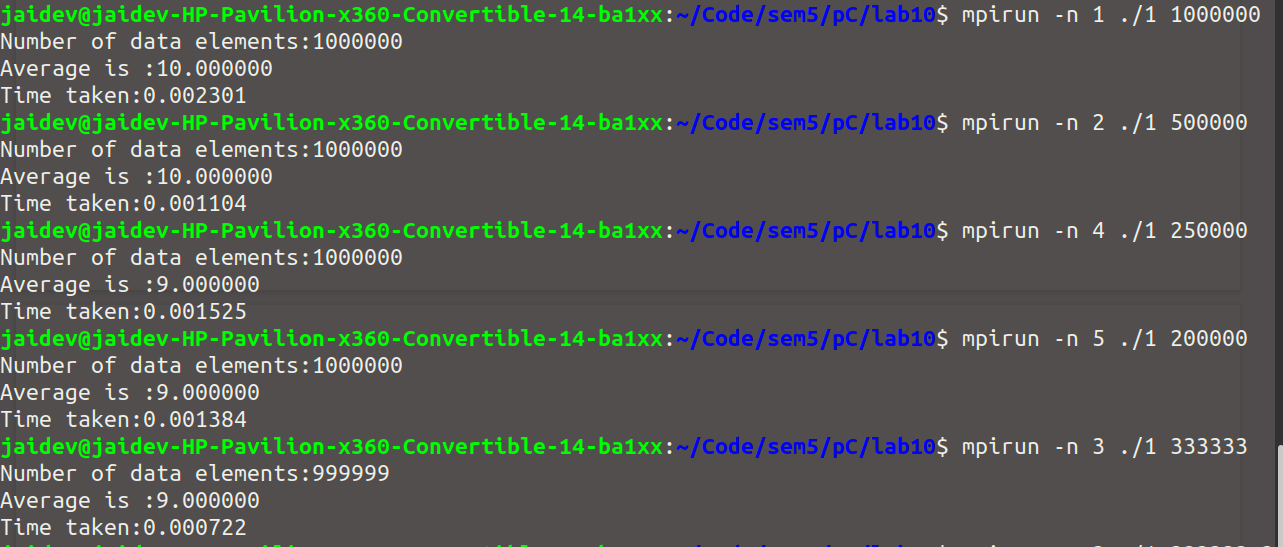 jaidev@jaidev-HP-Pavilion-x360-Convertible-14-ba1xx:~/Code/sem5/pC/lab10$ mpirun -n 1 ./1 1000000
Number of data elements:1000000
Average is :10.000000
Time taken:0.002301
jaidev@jaidev-HP-Pavilion-x360-Convertible-14-ba1xx:~/Code/sem5/pC/lab10$ mpirun -n 2 ./1 500000
Number of data elements:1000000
Average is :10.000000
Time taken:0.001104
jaidev@jaidev-HP-Pavilion-x360-Convertible-14-ba1xx:~/Code/sem5/pC/lab10$ mpirun -n 4 ./1 250000
Number of data elements:1000000
Average is :9.000000
Time taken:0.001525
jaidev@jaidev-HP-Pavilion-x360-Convertible-14-ba1xx:~/Code/sem5/pC/lab10$ mpirun -n 5 ./1 200000
Number of data elements:1000000
Average is :9.000000
Time taken:0.001384
jaidev@jaidev-HP-Pavilion-x360-Convertible-14-ba1xx:~/Code/sem5/pC/lab10$ mpirun -n 3 ./1 333333
Number of data elements:999999
Average is :9.000000
Time taken:0.000722